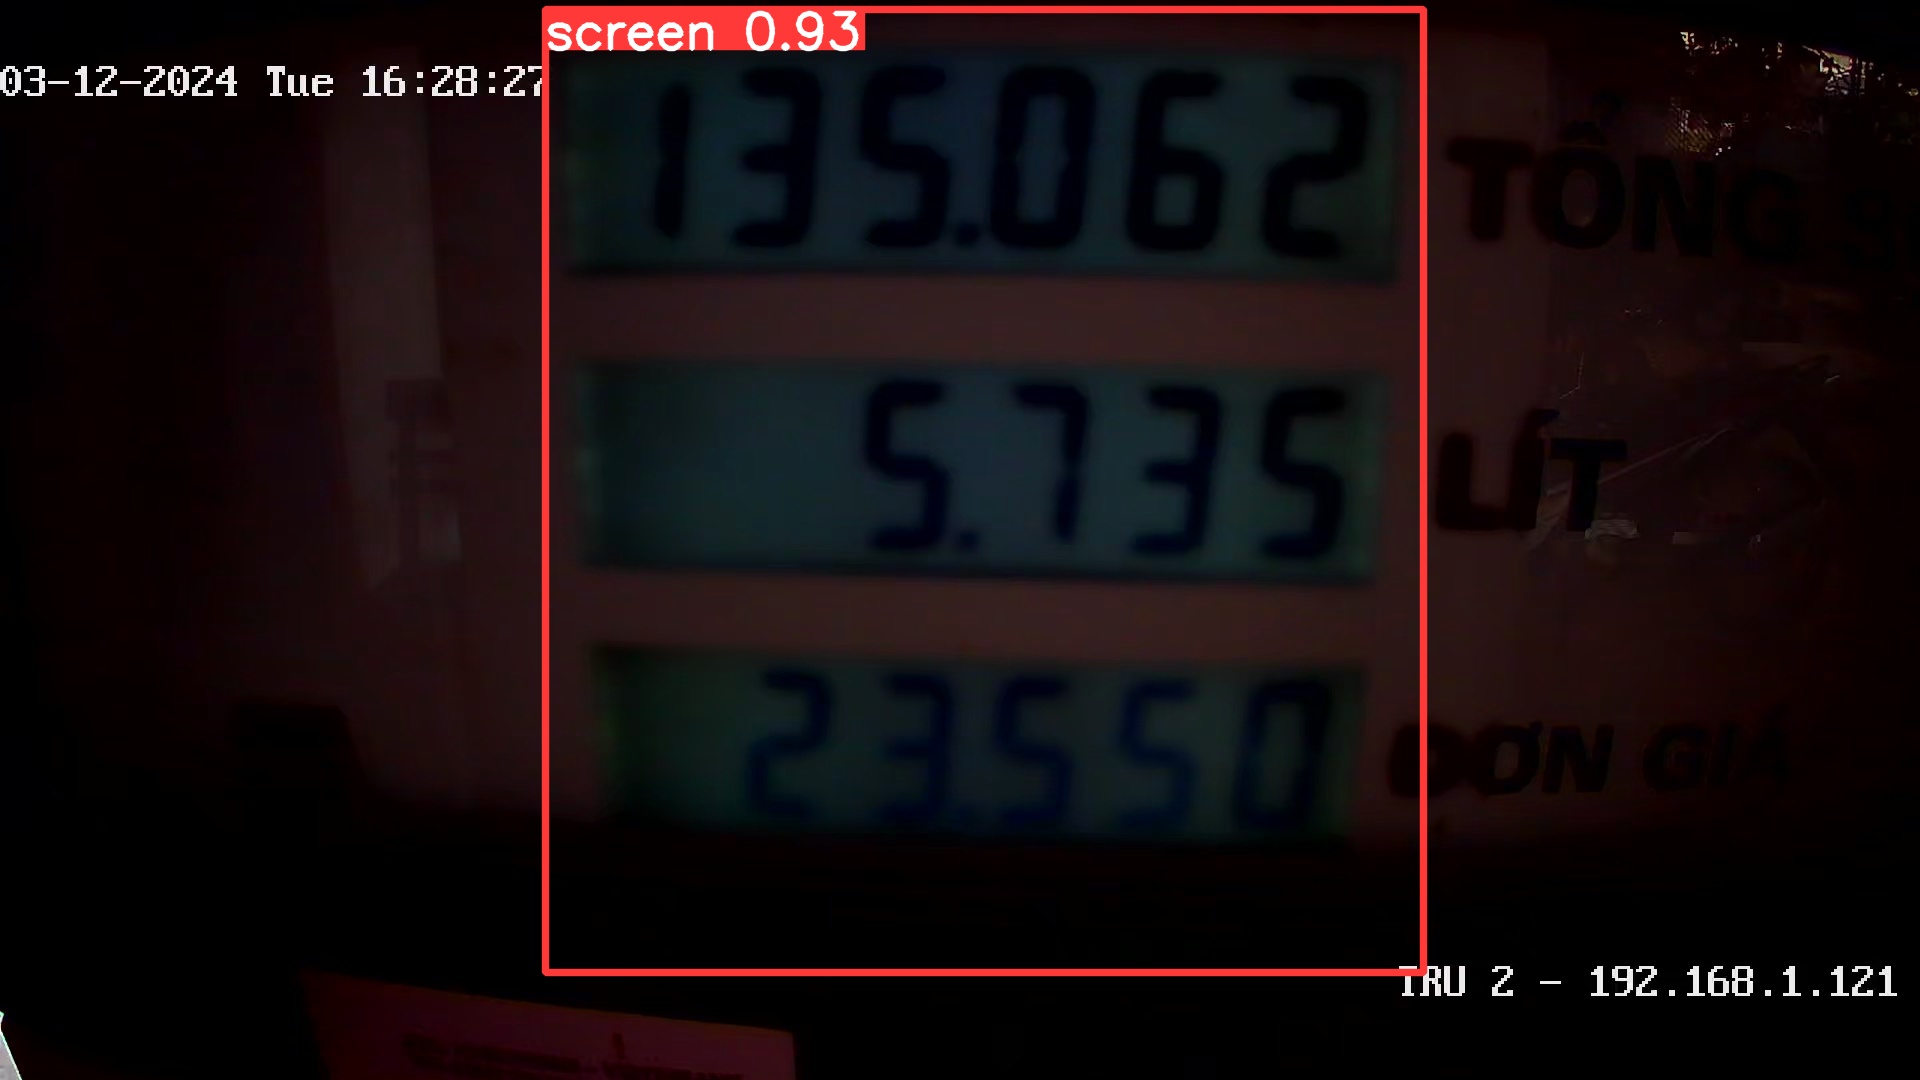 screen 0.93
03-12-2024 Tue 16:28:27
135.062 TỔNG
5.735 LÍT
23.550 ĐƠN GIÁ
TRU 2 - 192.168.1.121